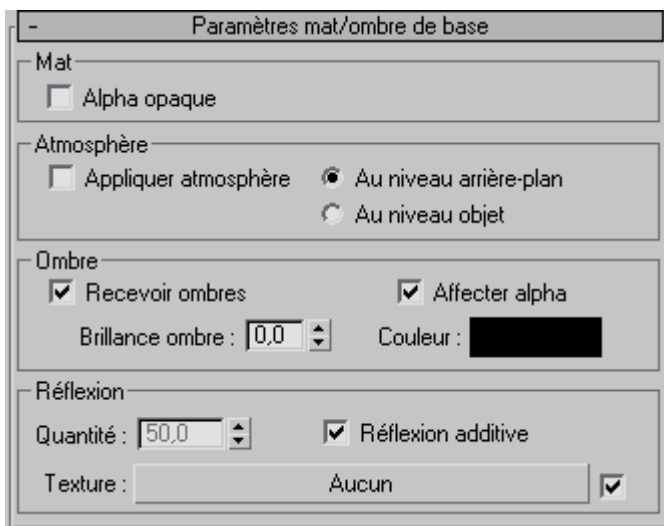 - Paramètres mat/ombre de base
Mat
Alpha opaque
Atmosphère
Appliquer atmosphère Au niveau arrière-plan
Au niveau objet
Ombre
Recevoir ombres Affecter alpha
Brillance ombre : 0,0 Couleur :
Réflexion
Quantité : 50,0 Réflexion additive
Texture : Aucun